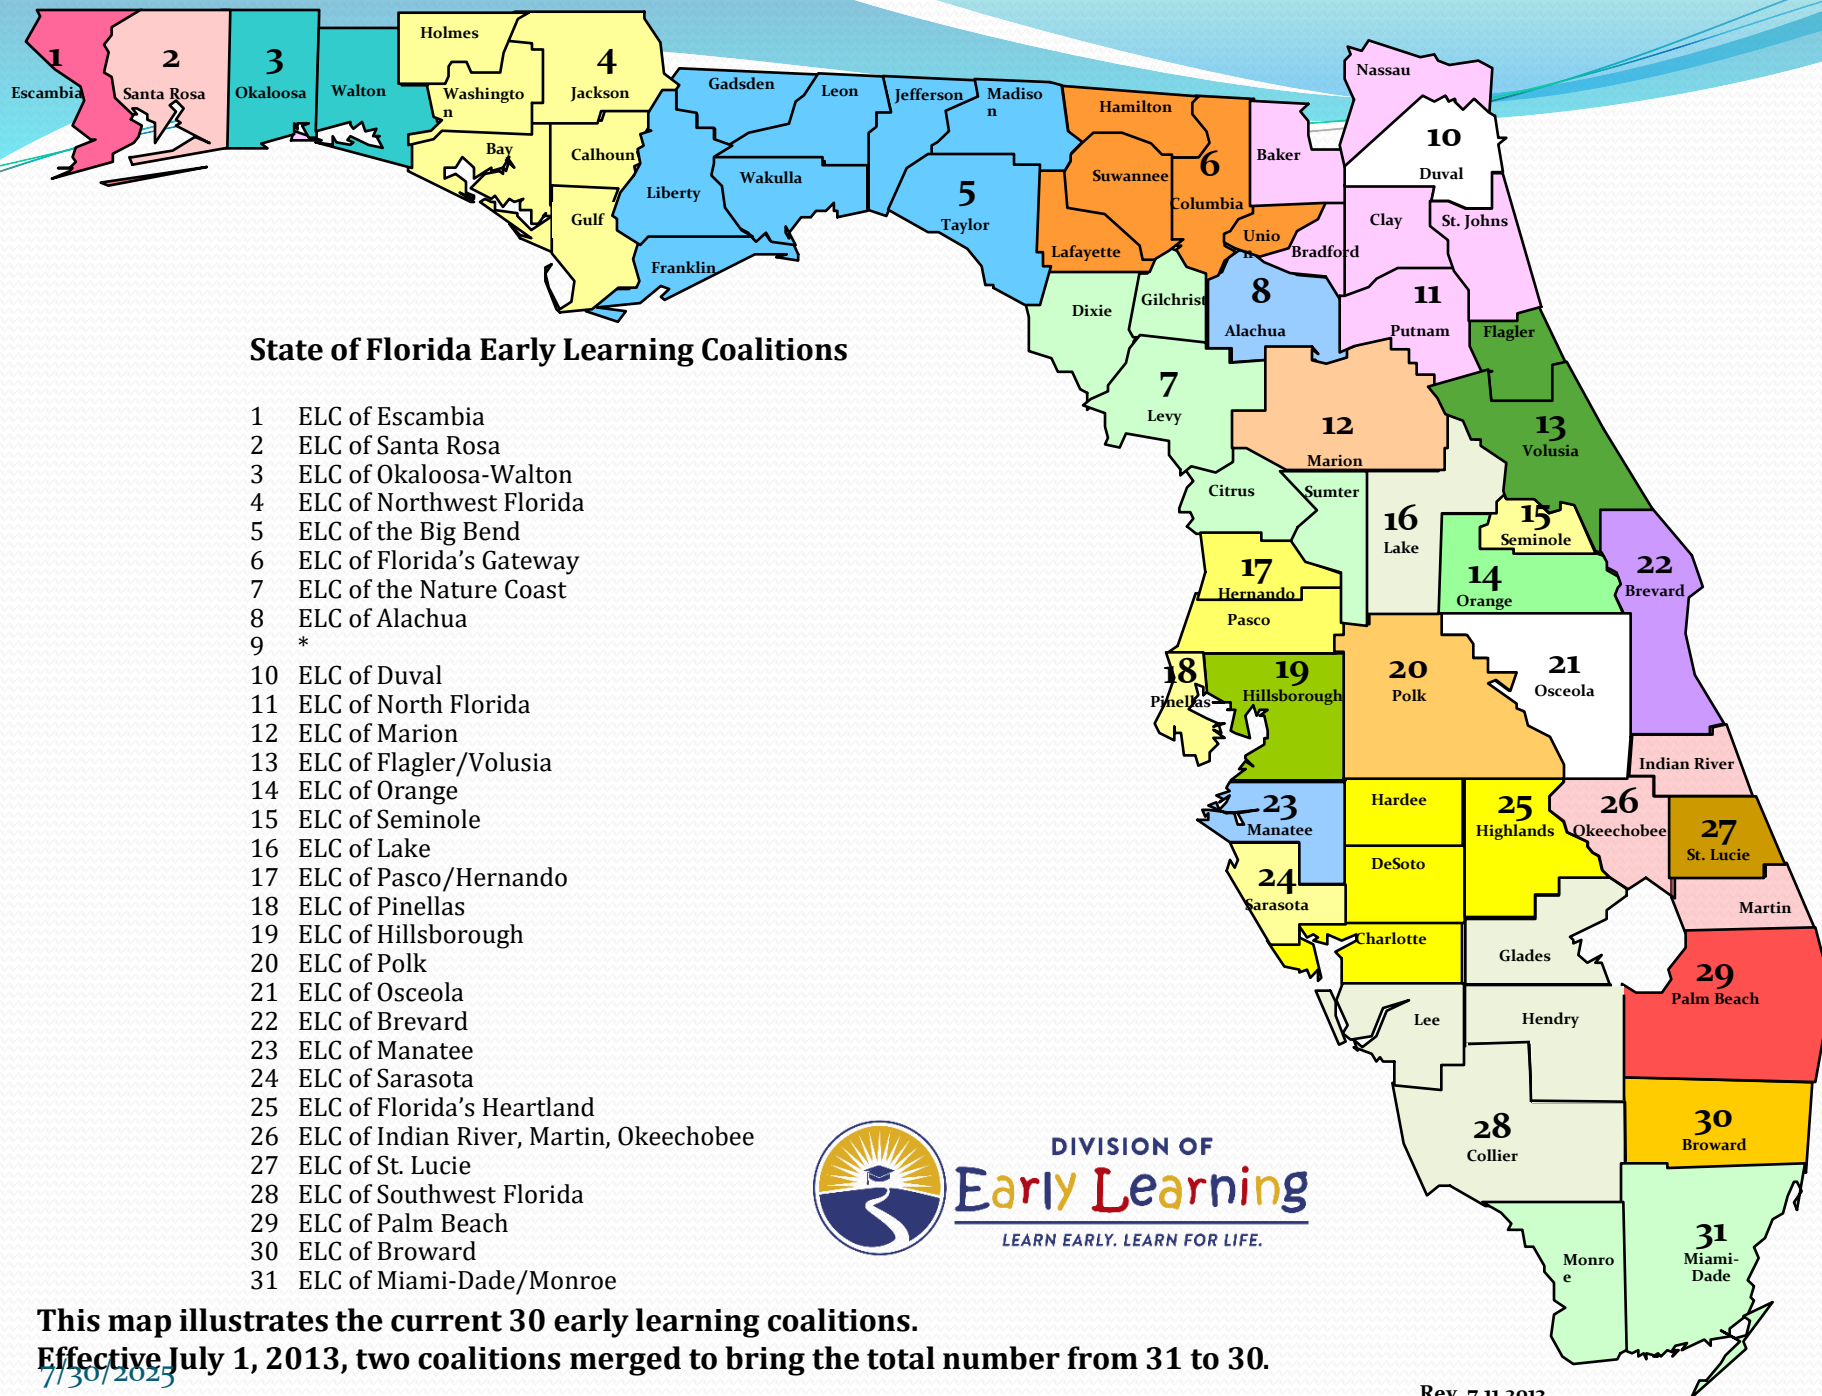 1
Escambia
2
Santa Rosa
3
Okaloosa
Walton
Holmes
Washingto
n
4
Jackson
Bay
Calhoun
Gulf
Gadsden
Leon
Jefferson
Madiso
n
Liberty
Wakulla
Franklin
5
Taylor
Hamilton
Suwannee
6
Columbia
Lafayette
Unio
n
Baker
Nassau
10
Duval
Clay
St. Johns
Bradford
11
Putnam
Flagler
Dixie
Gilchrist
8
Alachua
7
Levy
12
Marion
13
Volusia
Citrus
Sumter
16
Lake
15
Seminole
14
Orange
22
Brevard
17
Hernando
Pasco
18
Pinellas
19
Hillsborough
20
Polk
21
Osceola
Indian River
23
Manatee
Hardee
25
Highlands
26
Okeechobee
27
St. Lucie
DeSoto
24
Sarasota
Martin
Charlotte
Glades
29
Palm Beach
Lee
Hendry
28
Collier
30
Broward
31
Miami-
Dade
Monro
e
State of Florida Early Learning Coalitions
1 ELC of Escambia
2 ELC of Santa Rosa
3 ELC of Okaloosa-Walton
4 ELC of Northwest Florida
5 ELC of the Big Bend
6 ELC of Florida’s Gateway
7 ELC of the Nature Coast
8 ELC of Alachua
9 *
10 ELC of Duval
11 ELC of North Florida
12 ELC of Marion
13 ELC of Flagler/Volusia
14 ELC of Orange
15 ELC of Seminole
16 ELC of Lake
17 ELC of Pasco/Hernando
18 ELC of Pinellas
19 ELC of Hillsborough
20 ELC of Polk
21 ELC of Osceola
22 ELC of Brevard
23 ELC of Manatee
24 ELC of Sarasota
25 ELC of Florida’s Heartland
26 ELC of Indian River, Martin, Okeechobee
27 ELC of St. Lucie
28 ELC of Southwest Florida
29 ELC of Palm Beach
30 ELC of Broward
31 ELC of Miami-Dade/Monroe
DIVISION OF
Early Learning
LEARN EARLY. LEARN FOR LIFE.
This map illustrates the current 30 early learning coalitions.
Effective July 1, 2013, two coalitions merged to bring the total number from 31 to 30.
7/30/2025
Rev. 7.11.2013